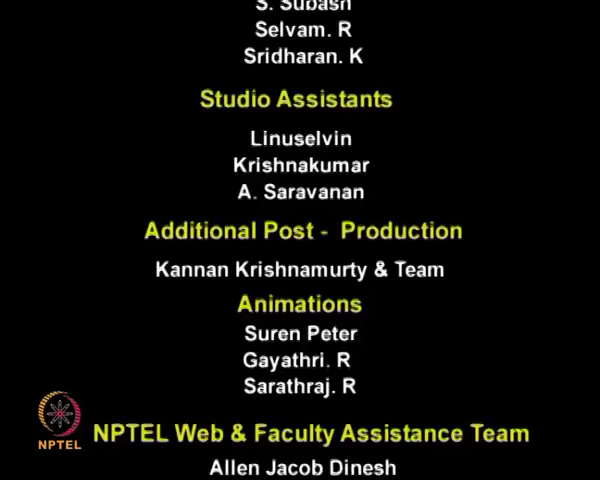 S. Subash
Selvam. R
Sridharan. K
Studio Assistants
Linuselvin
Krishnakumar
A. Saravanan
Additional Post - Production
Kannan Krishnamurty & Team
Animations
Suren Peter
Gayathri. R
Sarathraj. R
NPTEL
NPTEL Web & Faculty Assistance Team
Allen Jacob Dinesh